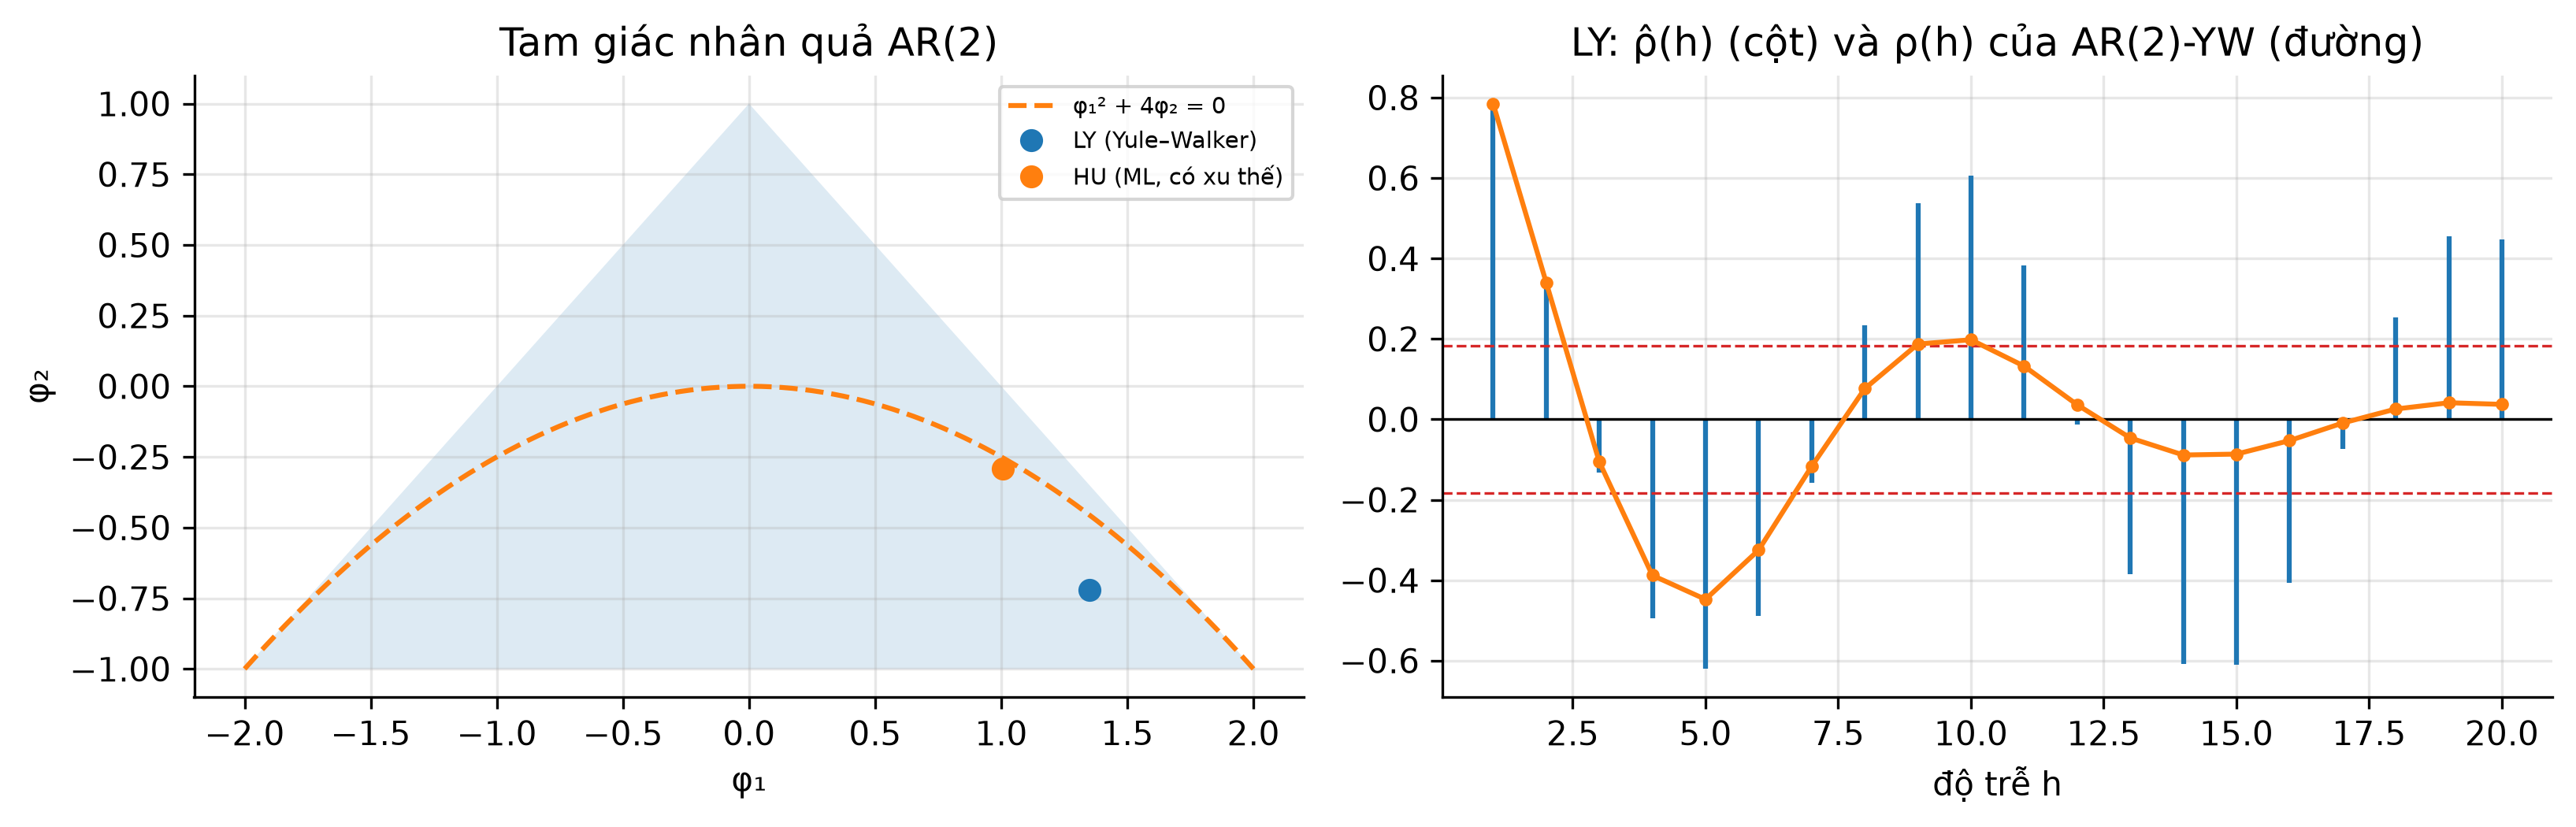 Tam giác nhân quả AR(2)
1.00
0.75
0.50
0.25
0.00
−0.25
−0.50
−0.75
−1.00
φ₂
−2.0 −1.5 −1.0 −0.5 0.0 0.5 1.0 1.5 2.0
φ₁
φ₁² + 4φ₂ = 0
LY (Yule–Walker)
HU (ML, có xu thế)
LY: ρ̂(h) (cột) và ρ(h) của AR(2)-YW (đường)
0.8
0.6
0.4
0.2
0.0
−0.2
−0.4
−0.6
2.5 5.0 7.5 10.0 12.5 15.0 17.5 20.0
độ trễ h